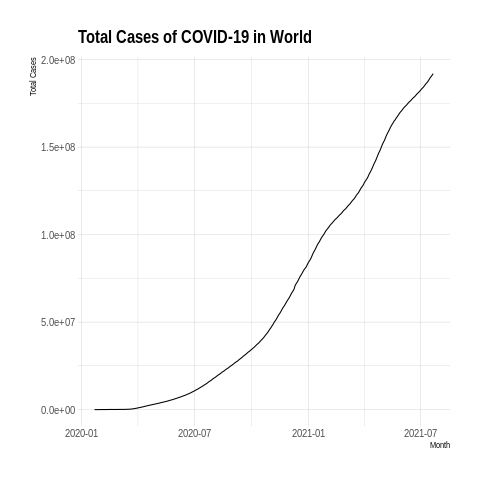 Total Cases of COVID-19 in World
Total Cases
2.0e+08
1.5e+08
1.0e+08
5.0e+07
0.0e+00
2020-01 2020-07 2021-01 2021-07
Month